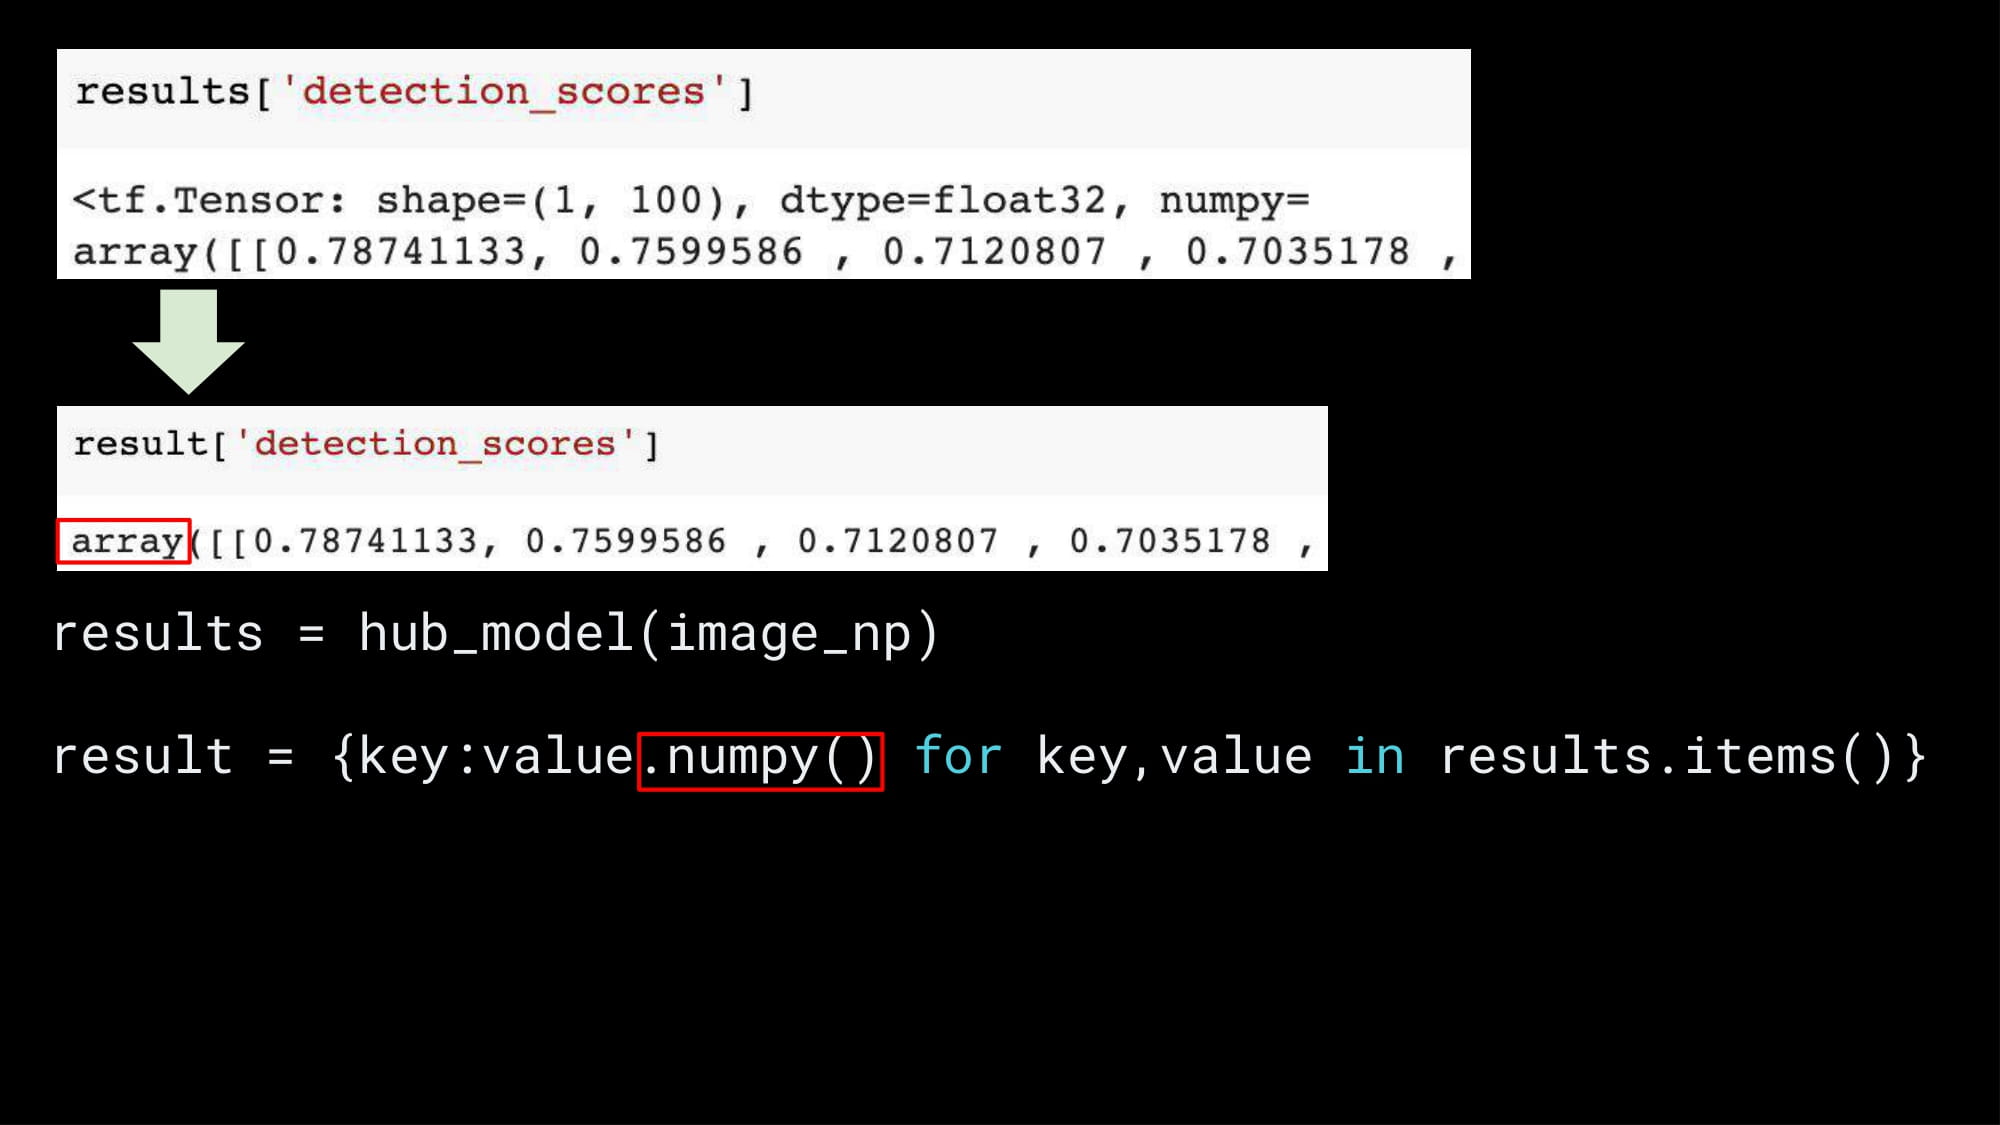 results['detection_scores']
<tf.Tensor: shape=(1, 100), dtype=float32, numpy=
array([[0.78741133, 0.7599586 , 0.7120807 , 0.7035178 ,
result['detection_scores']
array([[0.78741133, 0.7599586 , 0.7120807 , 0.7035178 ,
results = hub_model(image_np)
result = {key:value.numpy() for key,value in results.items()}